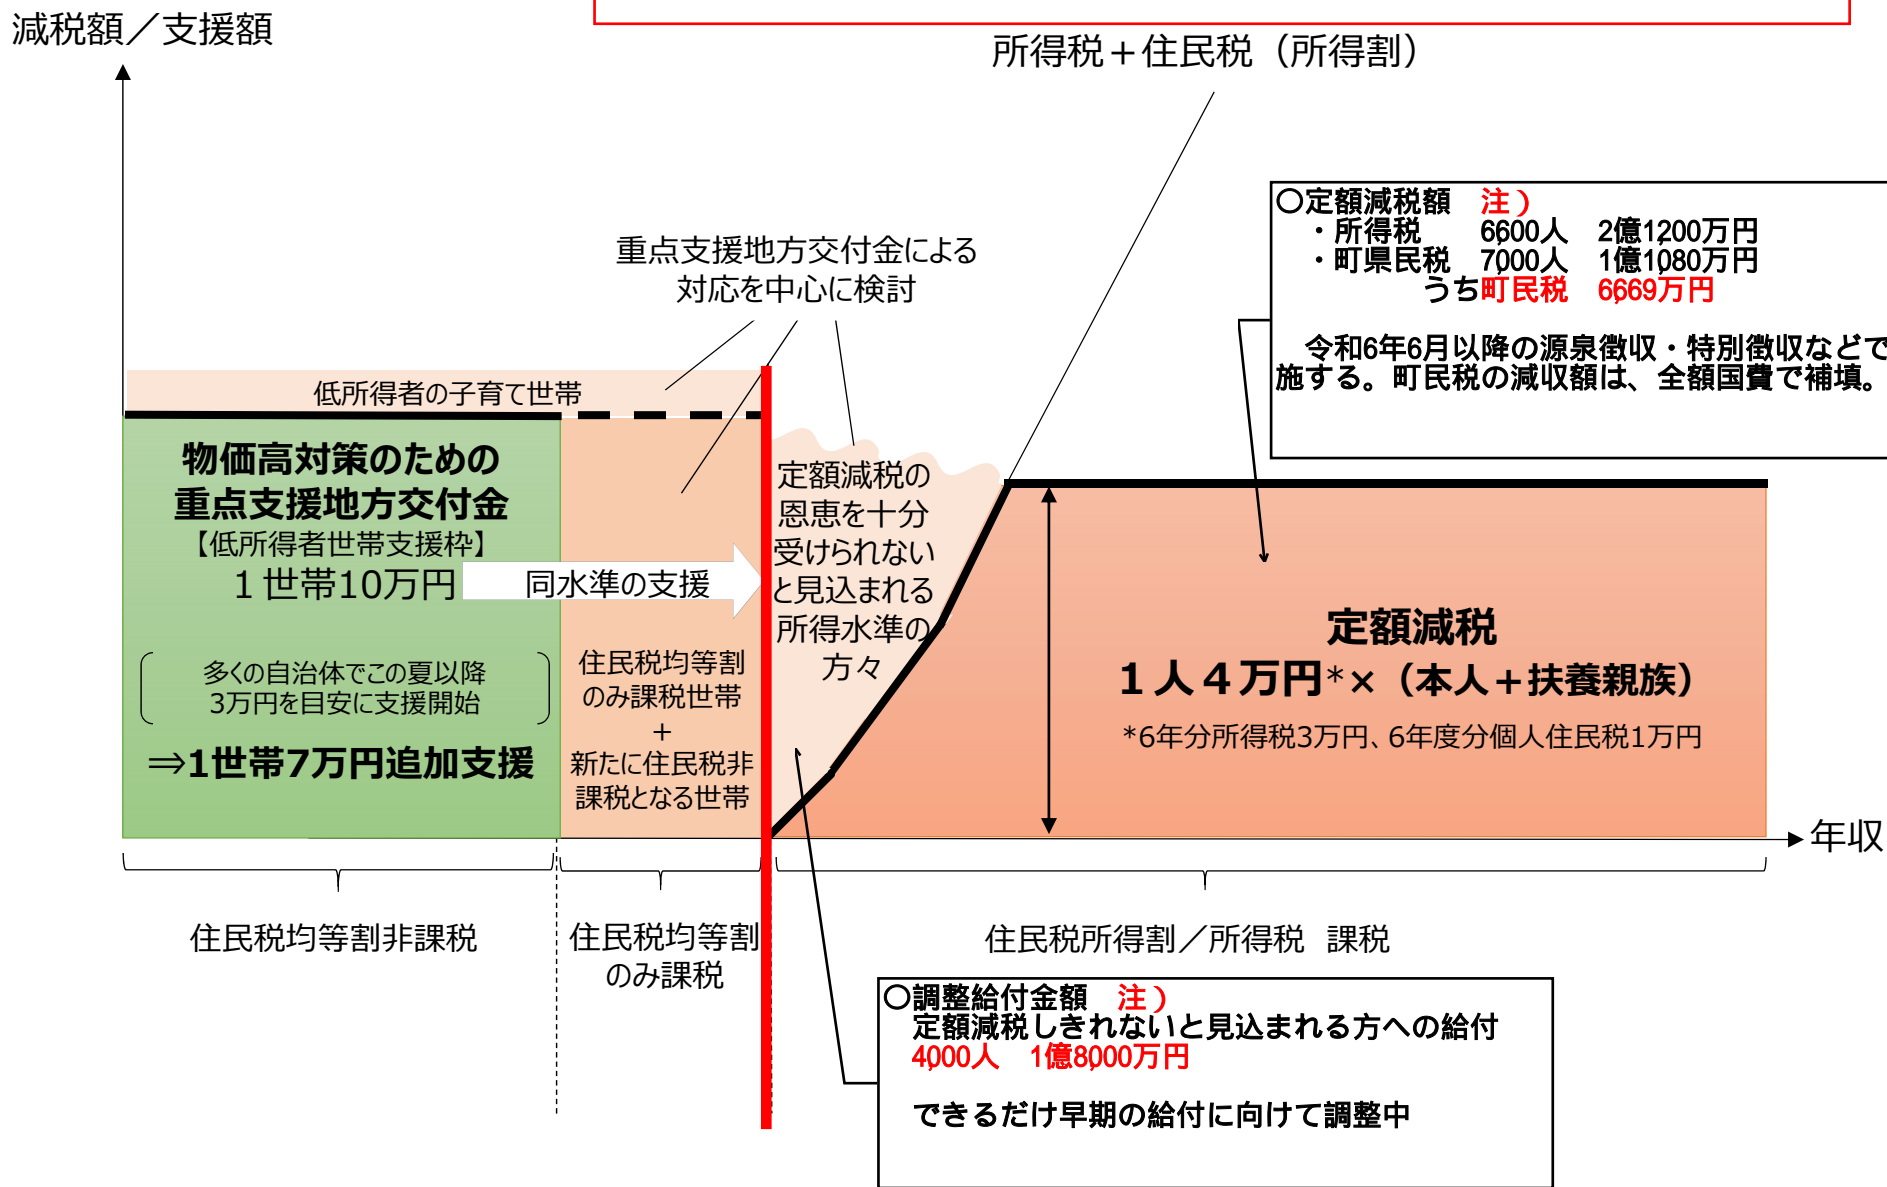 減税額／支援額
所得税＋住民税（所得割）
○定額減税額　注）
・所得税　　6,600人　2億1,200万円
・町県民税　7,000人　1億1,080万円
うち町民税　6,669万円
令和6年6月以降の源泉徴収・特別徴収などで
施する。町民税の減収額は、全額国費で補填。
重点支援地方交付金による
対応を中心に検討
低所得者の子育て世帯
物価高対策のための
重点支援地方交付金
【低所得者世帯支援枠】
１世帯10万円
同水準の支援
多くの自治体でこの夏以降
3万円を目安に支援開始
⇒1世帯7万円追加支援
住民税均等割
のみ課税世帯
+
新たに住民税非
課税となる世帯
定額減税の
恩恵を十分
受けられない
と見込まれる
所得水準の
方々
定額減税
１人４万円*×（本人＋扶養親族）
*6年分所得税3万円、6年度分個人住民税1万円
年収
住民税均等割非課税
住民税均等割
のみ課税
住民税所得割／所得税　課税
○調整給付金額　注）
定額減税しきれないと見込まれる方への給付
4,000人　1億8,000万円
できるだけ早期の給付に向けて調整中